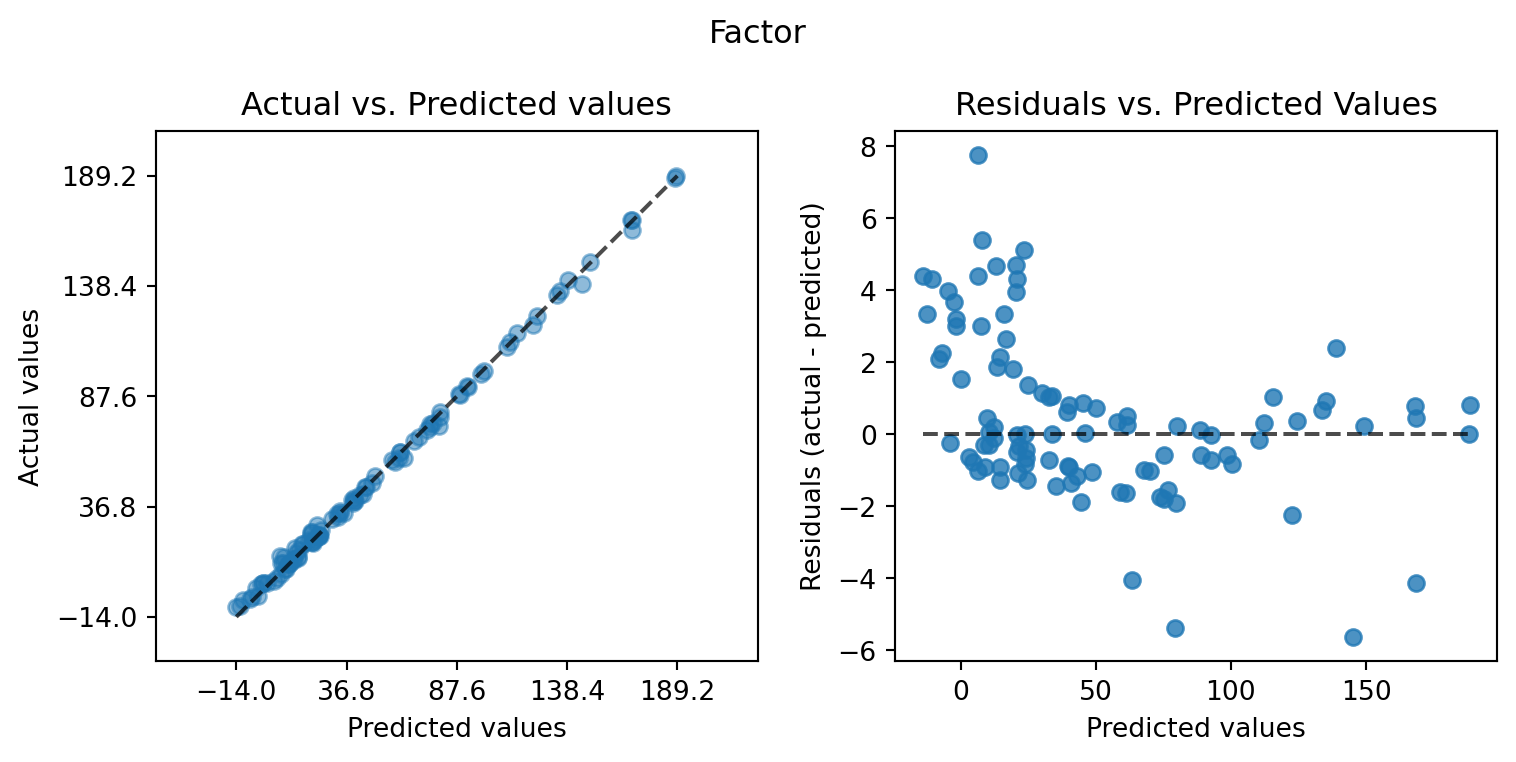 Factor
Actual vs. Predicted values
Actual values
189.2
138.4
87.6
36.8
−14.0
−14.0 36.8 87.6 138.4 189.2
Predicted values
Residuals vs. Predicted Values
Residuals (actual - predicted)
8
6
4
2
0
−2
−4
−6
0 50 100 150
Predicted values